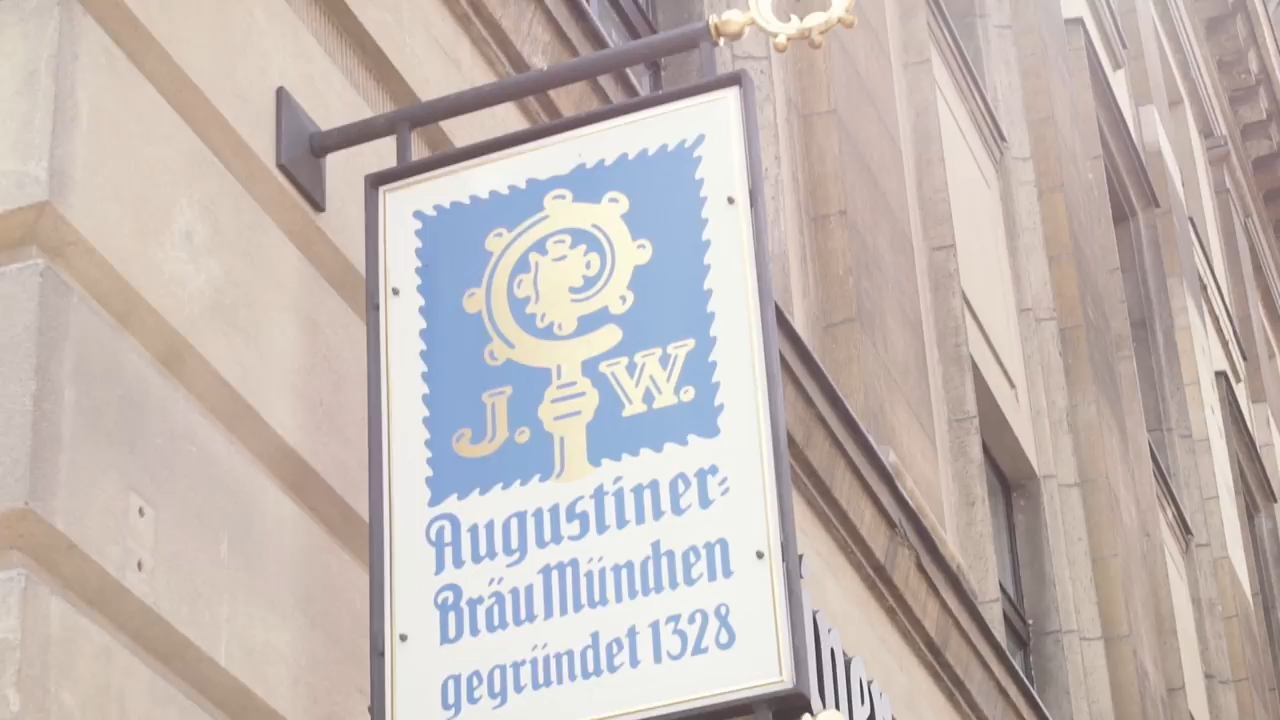 J. W.
Augustiner=
Bräu München
gegründet 1328